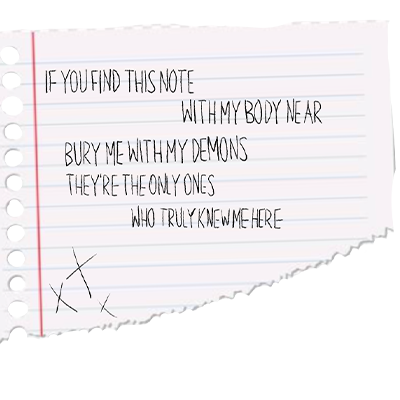 IF YOU FIND THIS NOTE
WITH MY BODY NEAR
BURY ME WITH MY DEMONS
THEY'RE THE ONLY ONES
WHO TRULY KNEW ME HERE
X X X